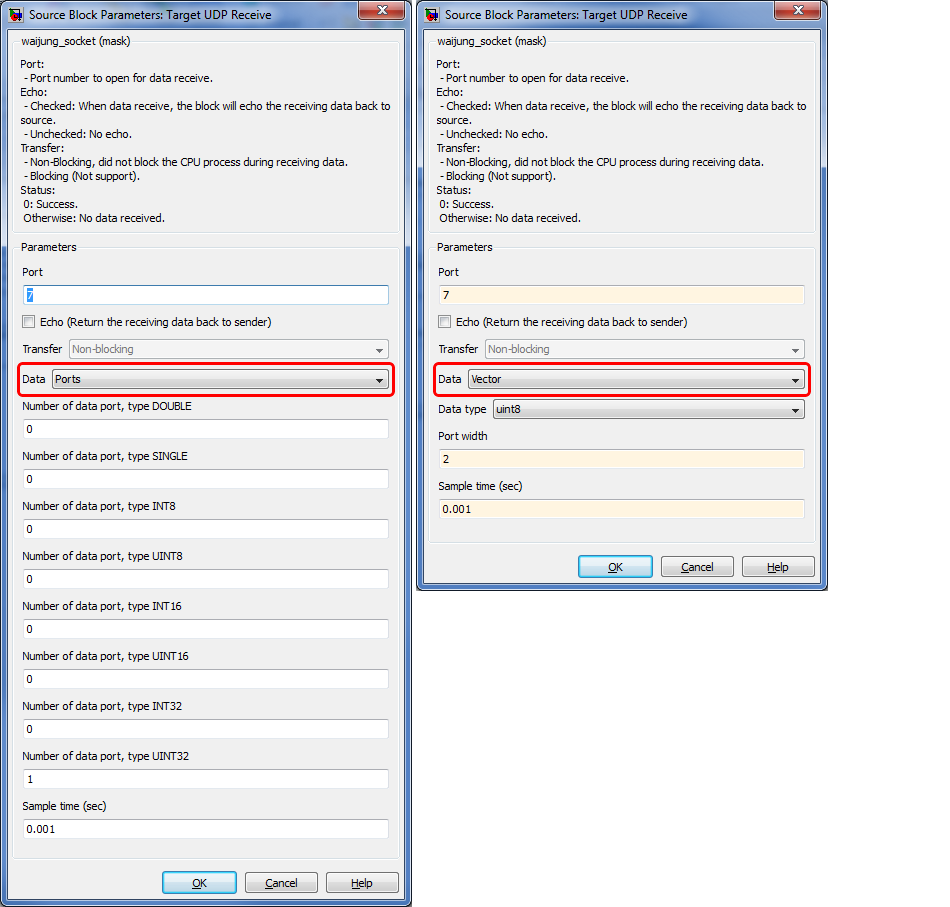 Source Block Parameters: Target UDP Receive
waijung_socket (mask)
Port:
- Port number to open for data receive.
Echo:
- Checked: When data receive, the block will echo the receiving data back to
source.
- Unchecked: No echo.
Transfer:
- Non-Blocking, did not block the CPU process during receiving data.
- Blocking (Not support).
Status:
0: Success.
Otherwise: No data received.
Parameters
Port
7
Echo (Return the receiving data back to sender)
Transfer Non-blocking
Data Ports
Number of data port, type DOUBLE
0
Number of data port, type SINGLE
0
Number of data port, type INT8
0
Number of data port, type UINT8
0
Number of data port, type INT16
0
Number of data port, type UINT16
0
Number of data port, type INT32
0
Number of data port, type UINT32
1
Sample time (sec)
0.001
OK Cancel Help
Source Block Parameters: Target UDP Receive
waijung_socket (mask)
Port:
- Port number to open for data receive.
Echo:
- Checked: When data receive, the block will echo the receiving data back to
source.
- Unchecked: No echo.
Transfer:
- Non-Blocking, did not block the CPU process during receiving data.
- Blocking (Not support).
Status:
0: Success.
Otherwise: No data received.
Parameters
Port
7
Echo (Return the receiving data back to sender)
Transfer Non-blocking
Data Vector
Data type uint8
Port width
2
Sample time (sec)
0.001
OK Cancel Help